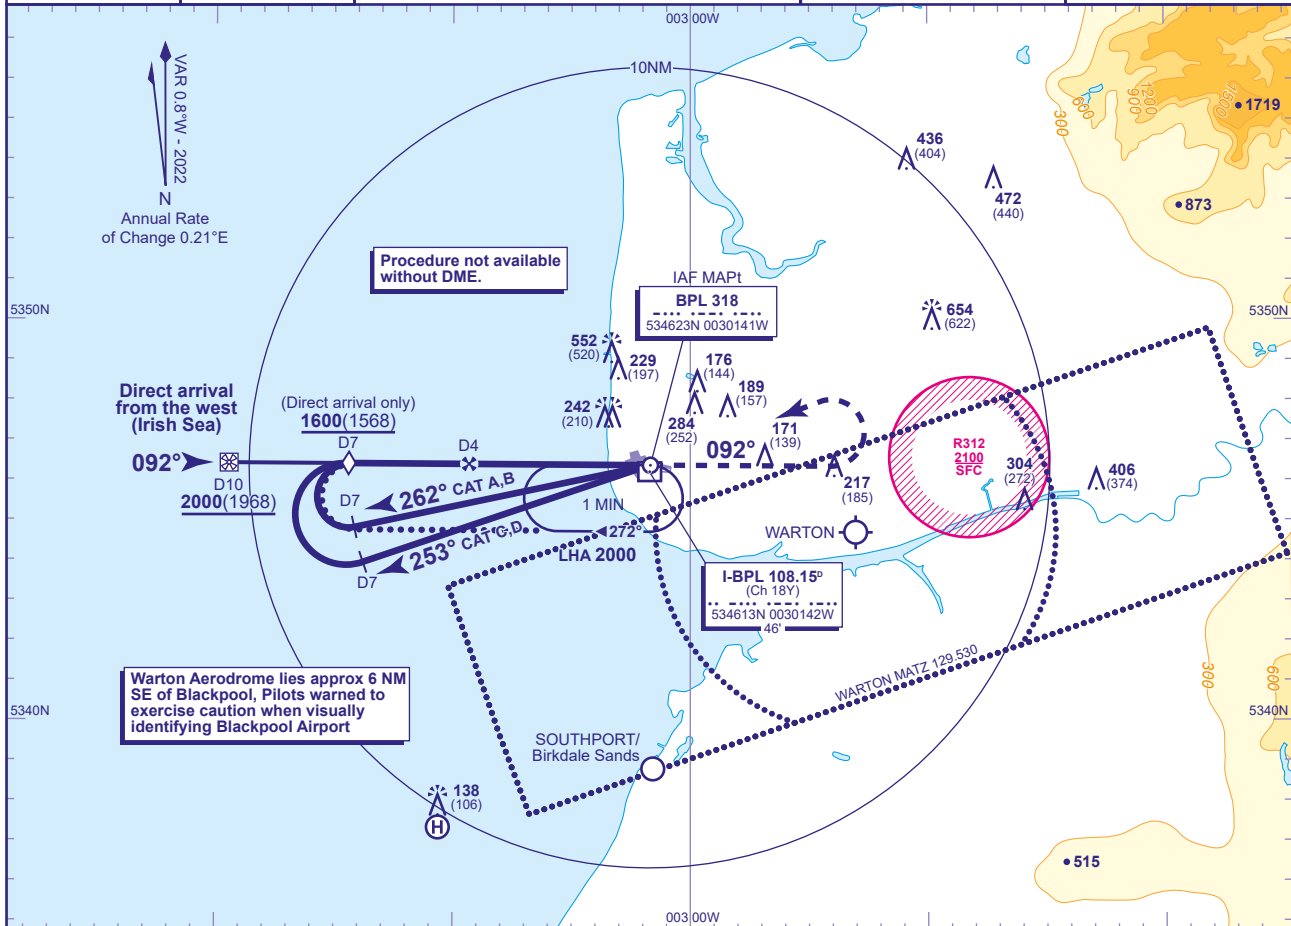 003 00W
VAR 0.8°W - 2022
N
Annual Rate
of Change 0.21°E
10NM
300
600
900
1200
1500
1719
436
(404)
472
(440)
873
Procedure not available
without DME.
IAF MAPt
BPL 318
534623N 0030141W
5350N
5350N
654
(622)
552
(520)
229
(197)
176
(144)
189
(157)
242
(210)
284
(252)
171
(139)
Direct arrival
from the west
(Irish Sea)
(Direct arrival only)
1600(1568)
092°
D10
2000(1968)
D7
D4
092°
R312
2100
SFC
304
(272)
406
(374)
217
(185)
D7
262° CAT A,B
1 MIN
272°
253° CAT C,D
D7
LHA 2000
WARTON
I-BPL 108.15ᴰ
(Ch 18Y)
534613N 0030142W
46'
WARTON MATZ 129.530
300
600
Warton Aerodrome lies approx 6 NM
SE of Blackpool, Pilots warned to
exercise caution when visually
identifying Blackpool Airport
5340N
5340N
SOUTHPORT/
Birkdale Sands
138
(106)
H
515
003 00W